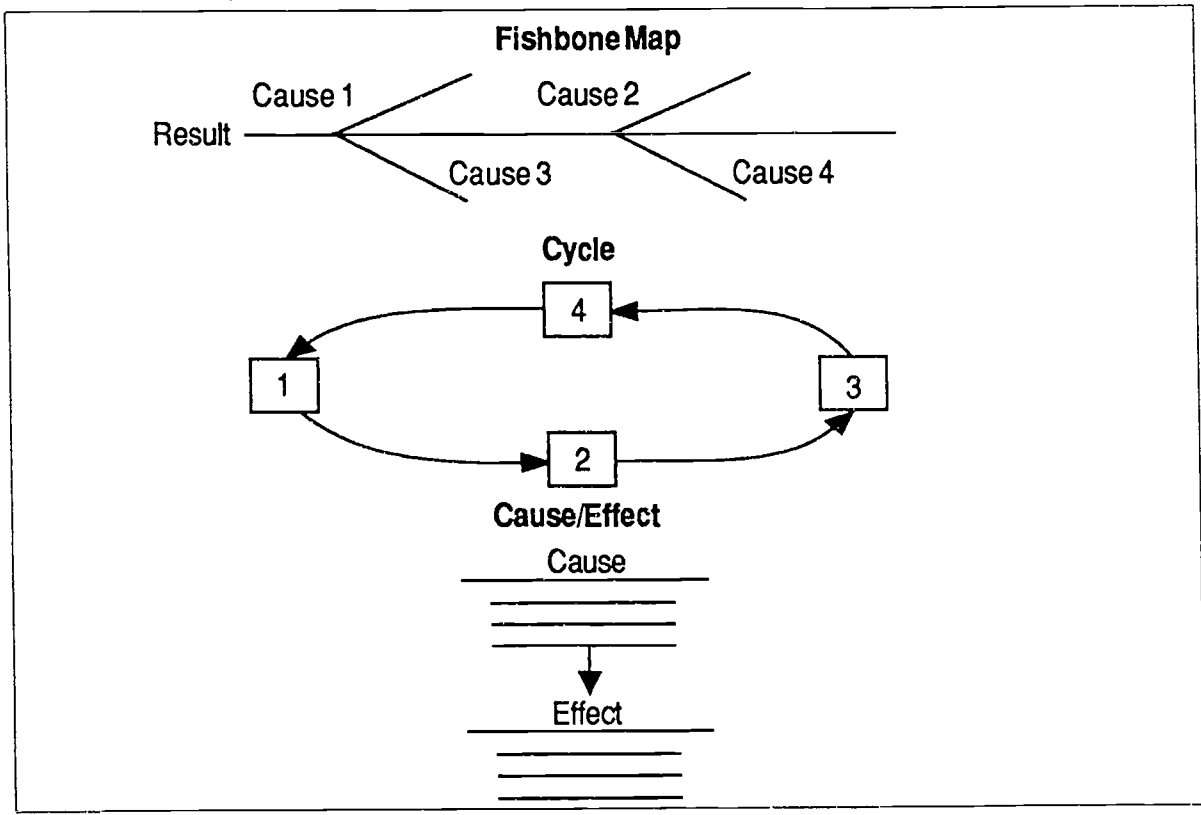 Fishbone Map
Cause 1 Cause 2
Result
Cause 3 Cause 4
Cycle
4
1 3
2
Cause/Effect
Cause
Effect